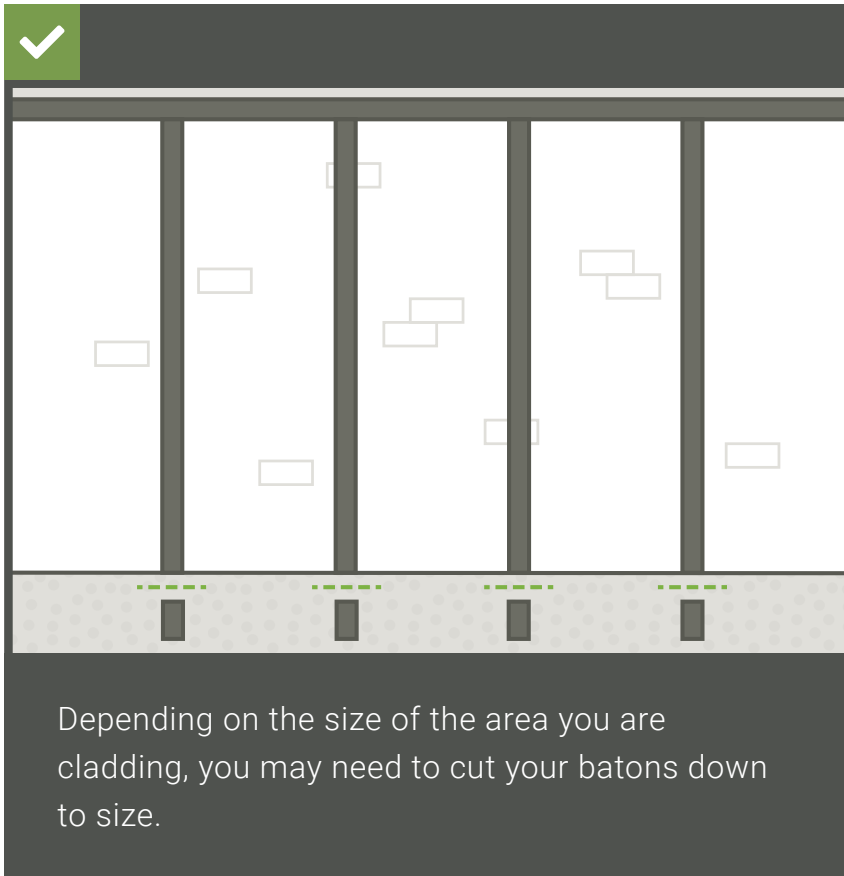 Depending on the size of the area you are
cladding, you may need to cut your batons down
to size.